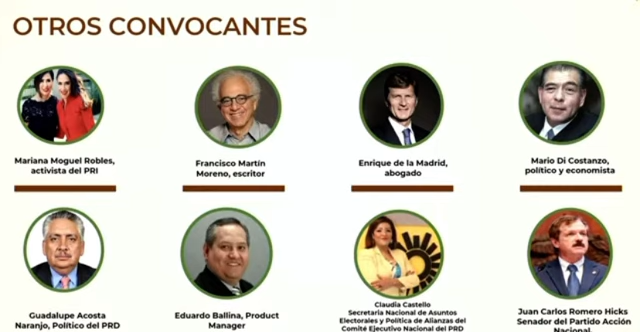 OTROS CONVOCANTES
Mariana Moguel Robles,
activista del PRI
Francisco Martín
Moreno, escritor
Enrique de la Madrid,
abogado
Mario Di Costanzo,
político y economista
Guadalupe Acosta
Naranjo, Político del PRD
Eduardo Ballina, Product
Manager
Claudia Castello
Secretaria Nacional de Asuntos
Electorales y Política de Alianzas del
Comité Ejecutivo Nacional del PRD
Juan Carlos Romero Hicks
Senador del Partido Acción
Nacional